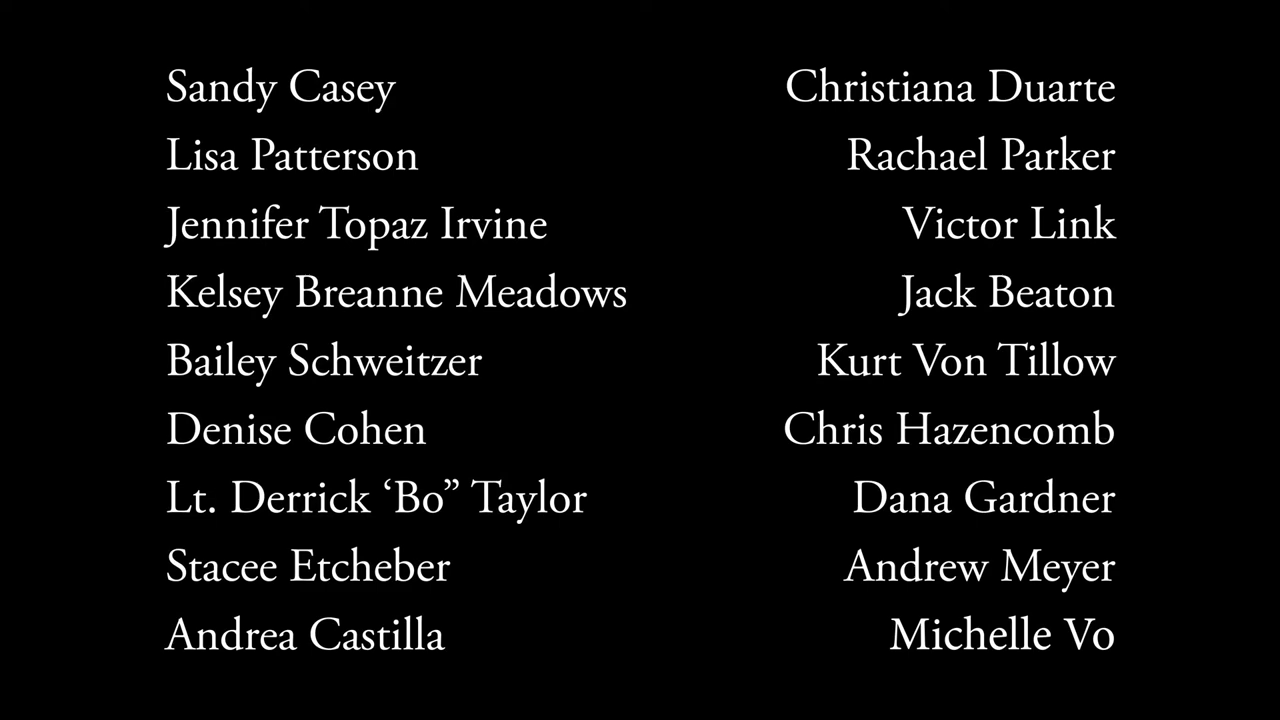 Sandy Casey
Christiana Duarte
Lisa Patterson
Rachael Parker
Jennifer Topaz Irvine
Victor Link
Kelsey Breanne Meadows
Jack Beaton
Bailey Schweitzer
Kurt Von Tillow
Denise Cohen
Chris Hazencomb
Lt. Derrick ‘Bo” Taylor
Dana Gardner
Stacee Etcheber
Andrew Meyer
Andrea Castilla
Michelle Vo